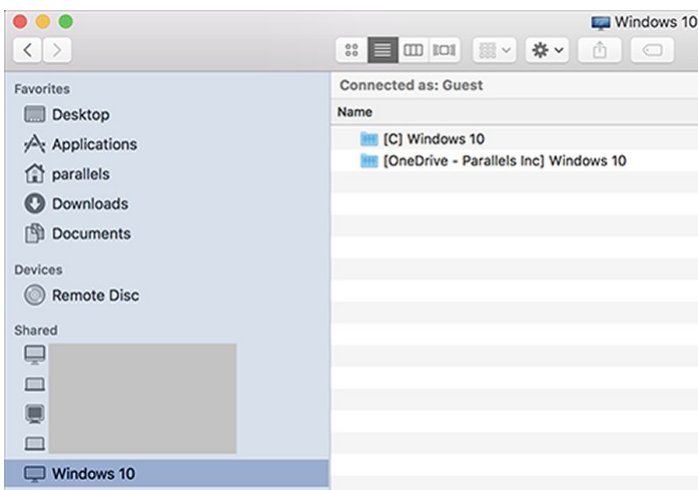 Windows 10
Favorites
Desktop
Applications
parallels
Downloads
Documents
Devices
Remote Disc
Shared
Windows 10
Connected as: Guest
Name
[C] Windows 10
[OneDrive - Parallels Inc] Windows 10